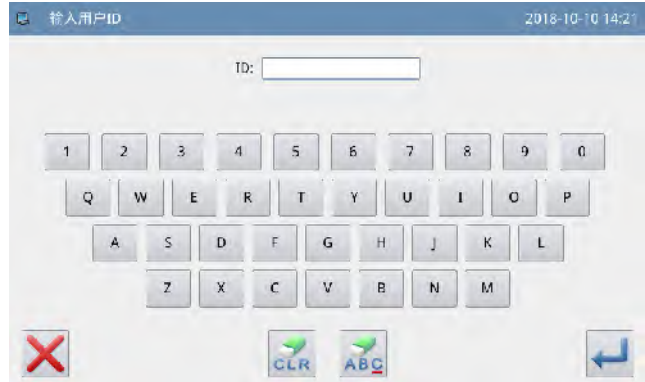 输入用户ID 2018-10-10 14:21
ID:
1 2 3 4 5 6 7 8 9 0
Q W E R T Y U I O P
A S D F G H J K L
Z X C V B N M
CLR ABC